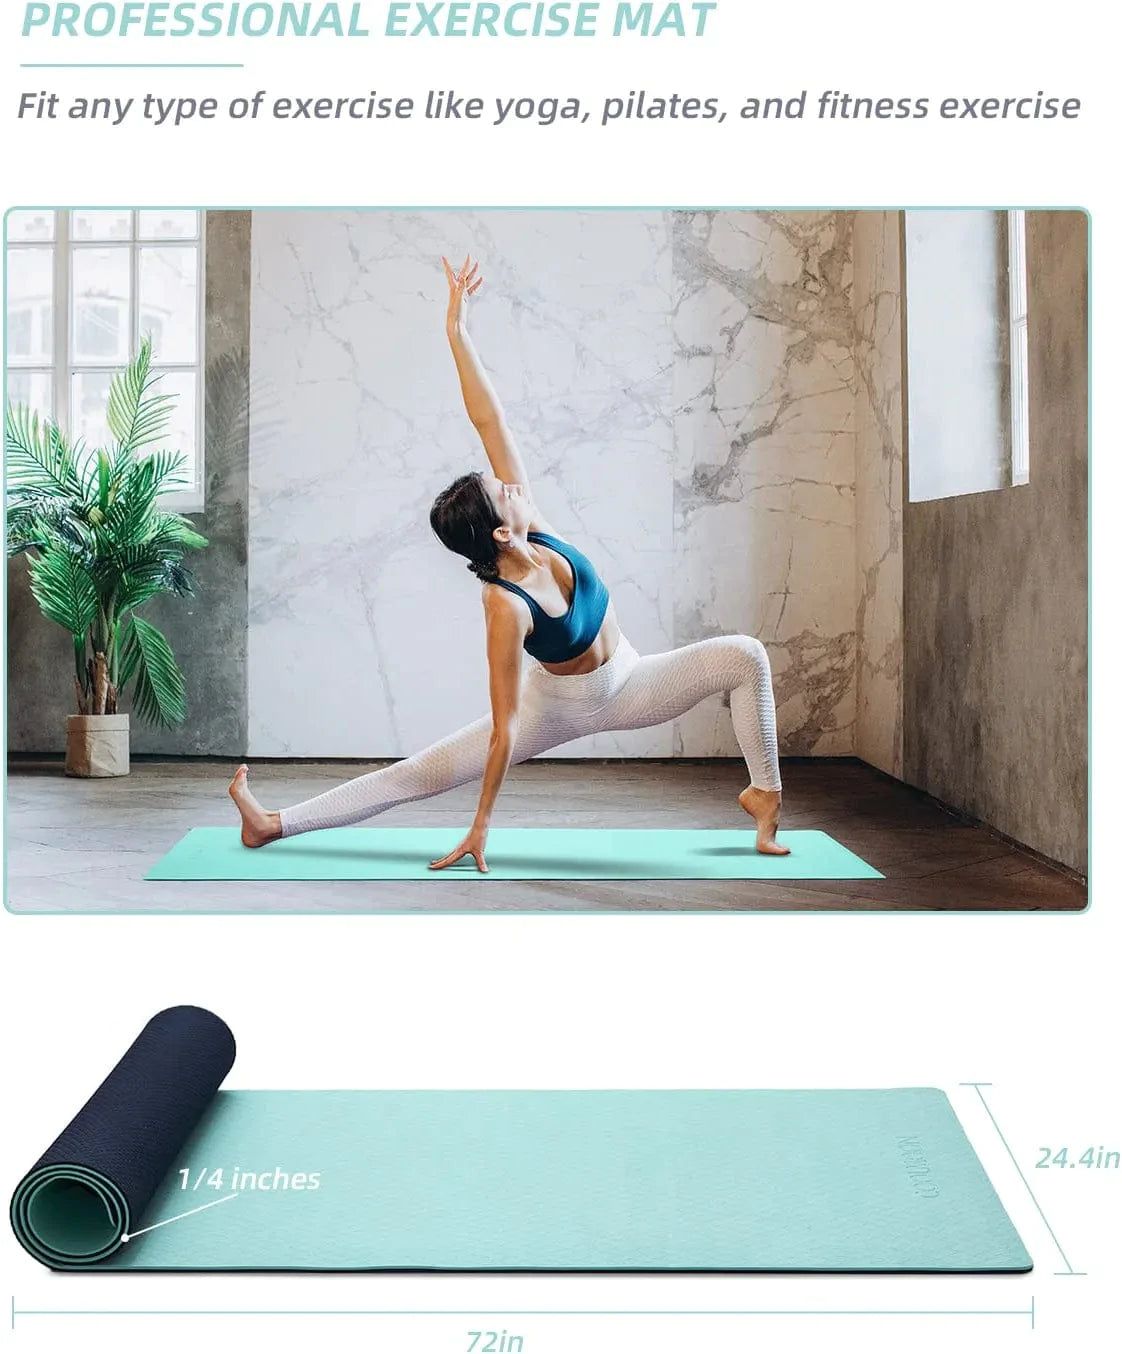 PROFESSIONAL EXERCISE MAT
Fit any type of exercise like yoga, pilates, and fitness exercise
1/4 inches
24.4in
72in